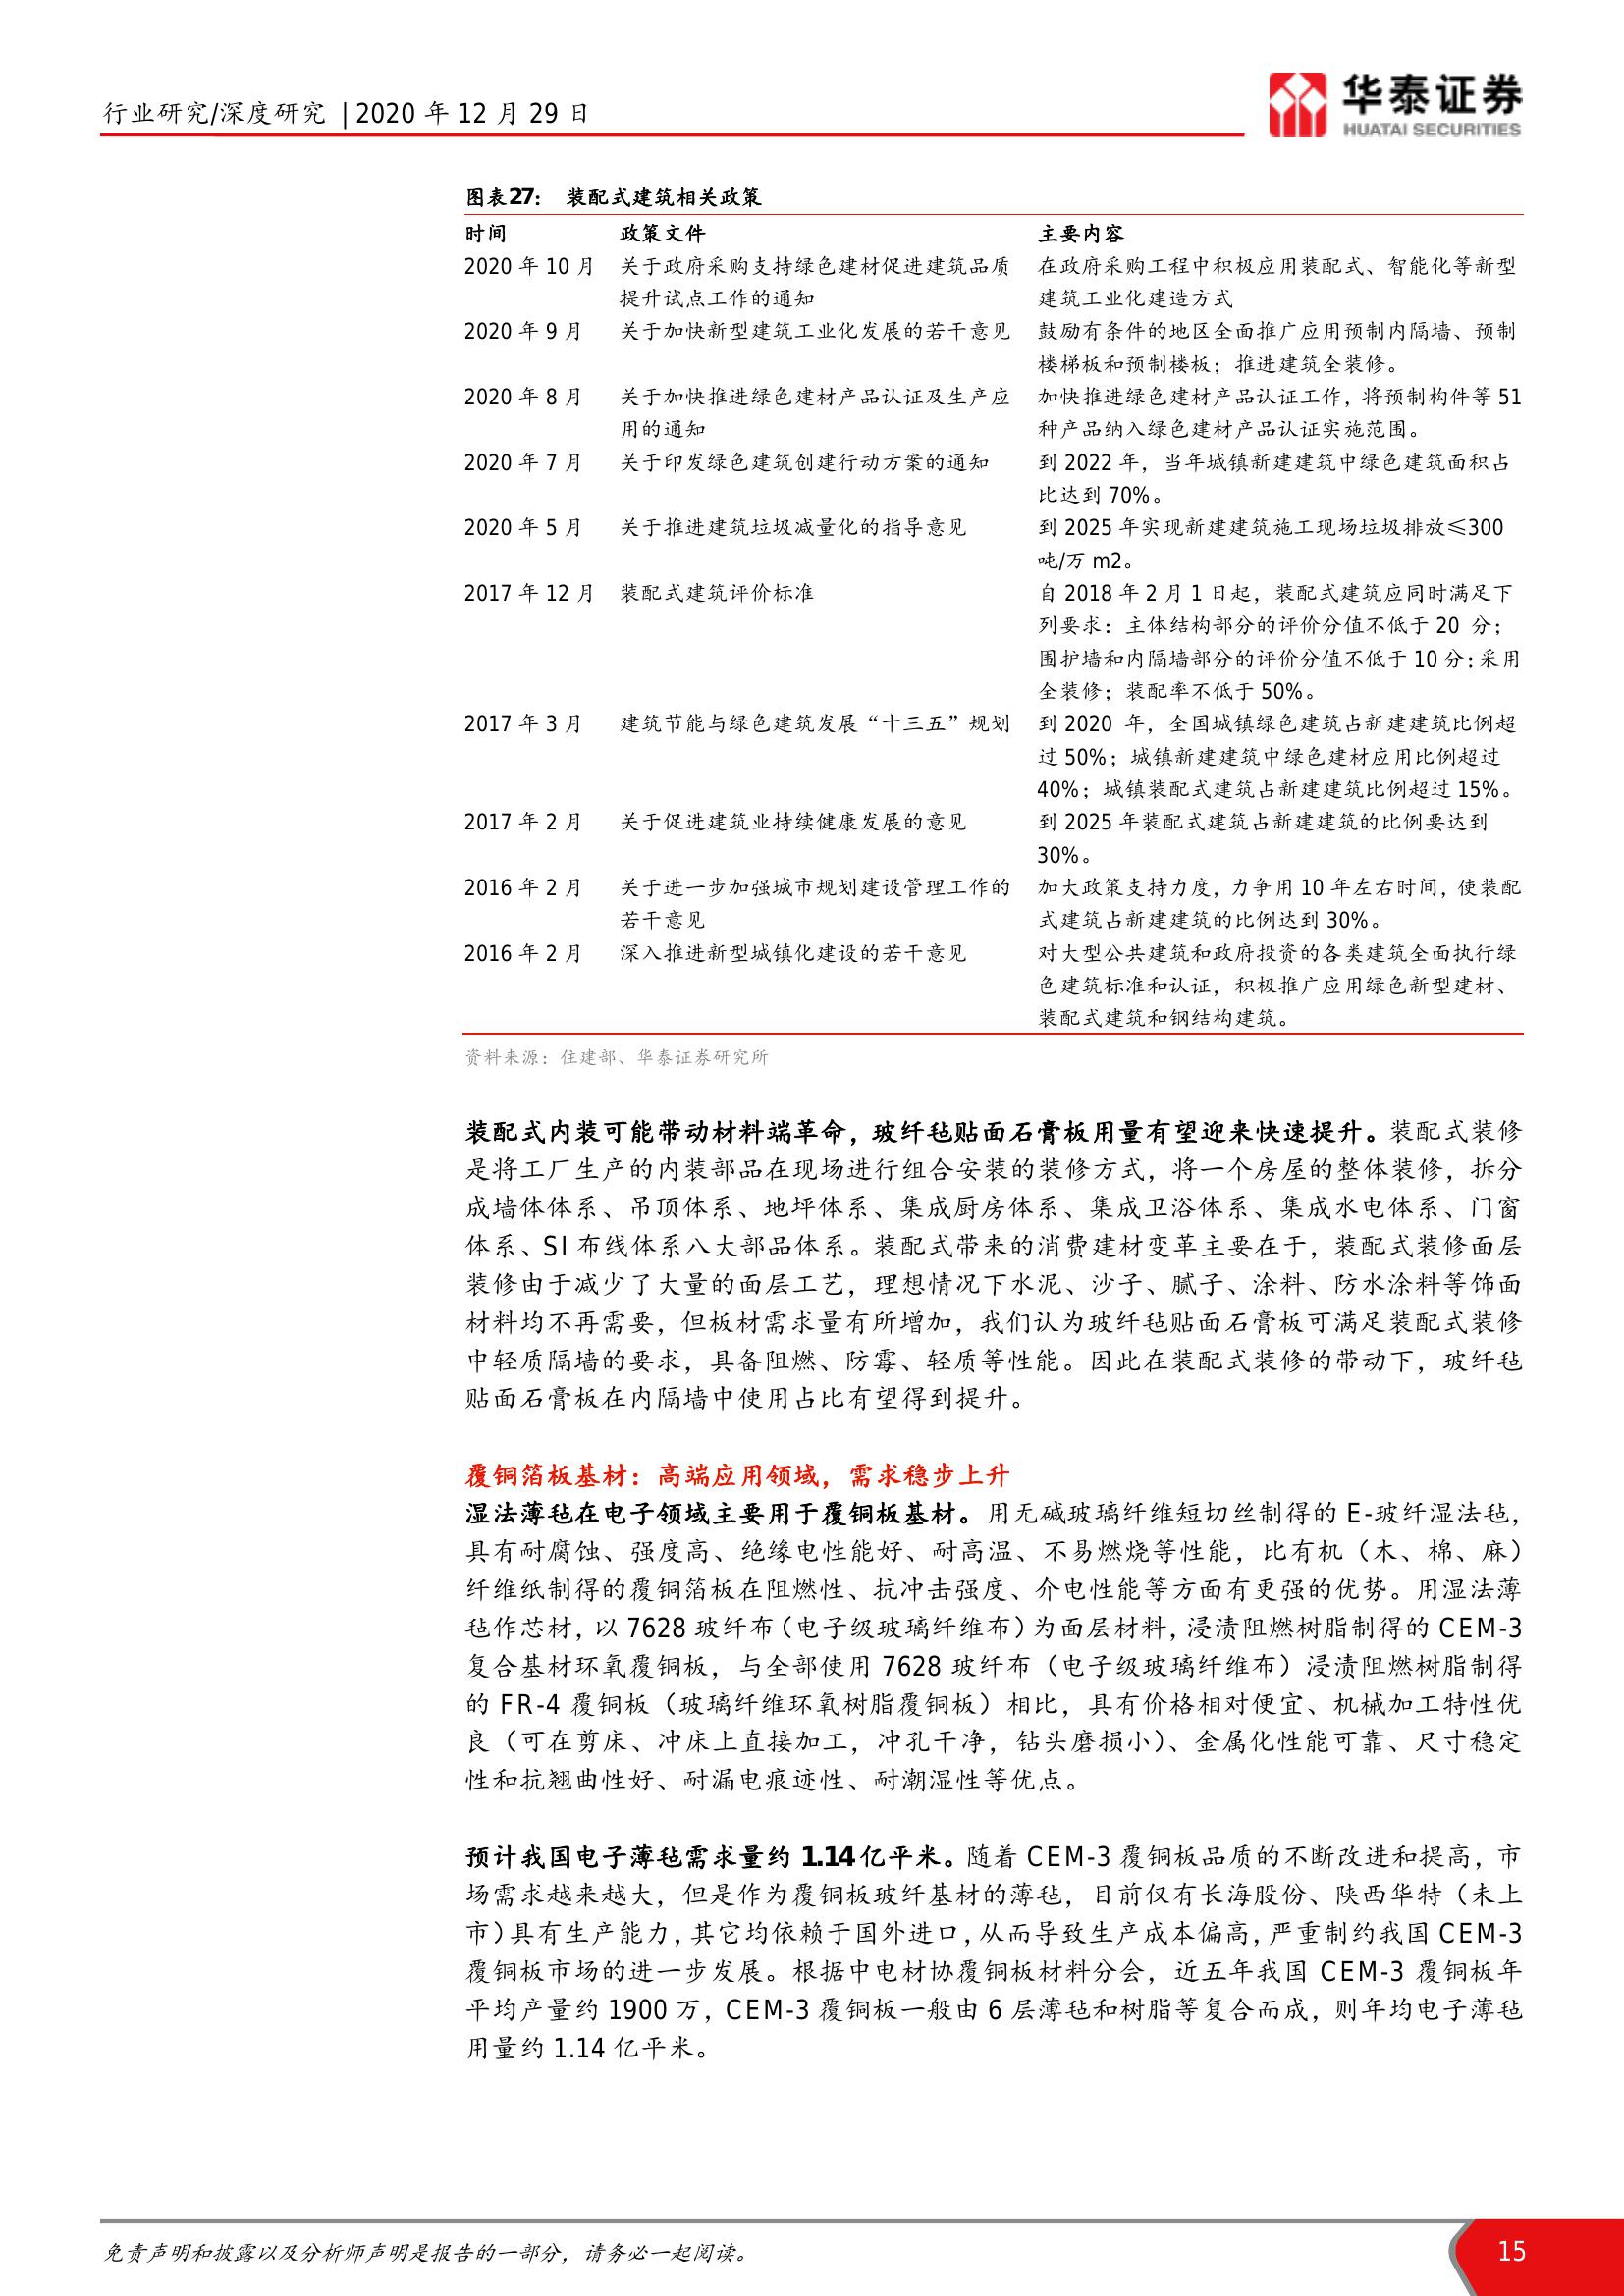 行业研究/深度研究 | 2020 年 12 月 29 日
华泰证券
HUATAI SECURITIES
图表27： 装配式建筑相关政策
时间 政策文件 主要内容
2020 年 10 月 关于政府采购支持绿色建材促进建筑品质 在政府采购工程中积极应用装配式、智能化等新型
提升试点工作的通知 建筑工业化建造方式
2020 年 9 月 关于加快新型建筑工业化发展的若干意见 鼓励有条件的地区全面推广应用预制内隔墙、预制
楼梯板和预制楼板；推进建筑全装修。
2020 年 8 月 关于加快推进绿色建材产品认证及生产应 加快推进绿色建材产品认证工作，将预制构件等 51
用的通知 种产品纳入绿色建材产品认证实施范围。
2020 年 7 月 关于印发绿色建筑创建行动方案的通知 到 2022 年，当年城镇新建建筑中绿色建筑面积占
比达到 70%。
2020 年 5 月 关于推进建筑垃圾减量化的指导意见 到 2025 年实现新建建筑施工现场垃圾排放≤300
吨/万 m2。
2017 年 12 月 装配式建筑评价标准 自 2018 年 2 月 1 日起，装配式建筑应同时满足下
列要求：主体结构部分的评价分值不低于 20 分；
围护墙和内隔墙部分的评价分值不低于 10 分；采用
全装修；装配率不低于 50%。
2017 年 3 月 建筑节能与绿色建筑发展“十三五”规划 到 2020 年，全国城镇绿色建筑占新建建筑比例超
过 50%；城镇新建建筑中绿色建材应用比例超过
40%；城镇装配式建筑占新建建筑比例超过 15%。
2017 年 2 月 关于促进建筑业持续健康发展的意见 到 2025 年装配式建筑占新建建筑的比例要达到
30%。
2016 年 2 月 关于进一步加强城市规划建设管理工作的 加大政策支持力度，力争用 10 年左右时间，使装配
若干意见 式建筑占新建建筑的比例达到 30%。
2016 年 2 月 深入推进新型城镇化建设的若干意见 对大型公共建筑和政府投资的各类建筑全面执行绿
色建筑标准和认证，积极推广应用绿色新型建材、
装配式建筑和钢结构建筑。
资料来源：住建部、华泰证券研究所
装配式内装可能带动材料端革命，玻纤毡贴面石膏板用量有望迎来快速提升。装配式装修
是将工厂生产的内装部品在现场进行组合安装的装修方式，将一个房屋的整体装修，拆分
成墙体体系、吊顶体系、地坪体系、集成厨房体系、集成卫浴体系、集成水电体系、门窗
体系、SI 布线体系八大部品体系。装配式带来的消费建材变革主要在于，装配式装修面层
装修由于减少了大量的面层工艺，理想情况下水泥、沙子、腻子、涂料、防水涂料等饰面
材料均不再需要，但板材需求量有所增加，我们认为玻纤毡贴面石膏板可满足装配式装修
中轻质隔墙的要求，具备阻燃、防霉、轻质等性能。因此在装配式装修的带动下，玻纤毡
贴面石膏板在内隔墙中使用占比有望得到提升。
覆铜箔板基材：高端应用领域，需求稳步上升
湿法薄毡在电子领域主要用于覆铜板基材。用无碱玻璃纤维短切丝制得的 E-玻纤湿法毡，
具有耐腐蚀、强度高、绝缘电性能好、耐高温、不易燃烧等性能，比有机（木、棉、麻）
纤维纸制得的覆铜箔板在阻燃性、抗冲击强度、介电性能等方面有更强的优势。用湿法薄
毡作芯材，以 7628 玻纤布（电子级玻璃纤维布）为面层材料，浸渍阻燃树脂制得的 CEM-3
复合基材环氧覆铜板，与全部使用 7628 玻纤布（电子级玻璃纤维布）浸渍阻燃树脂制得
的 FR-4 覆铜板（玻璃纤维环氧树脂覆铜板）相比，具有价格相对便宜、机械加工特性优
良（可在剪床、冲床上直接加工，冲孔干净，钻头磨损小）、金属化性能可靠、尺寸稳定
性和抗翘曲性好、耐漏电痕迹性、耐潮湿性等优点。
预计我国电子薄毡需求量约 1.14亿平米。随着 CEM-3 覆铜板品质的不断改进和提高，市
场需求越来越大，但是作为覆铜板玻纤基材的薄毡，目前仅有长海股份、陕西华特（未上
市）具有生产能力，其它均依赖于国外进口，从而导致生产成本偏高，严重制约我国 CEM-3
覆铜板市场的进一步发展。根据中电材协覆铜板材料分会，近五年我国 CEM-3 覆铜板年
平均产量约 1900 万，CEM-3 覆铜板一般由 6 层薄毡和树脂等复合而成，则年均电子薄毡
用量约 1.14 亿平米。
免责声明和披露以及分析师声明是报告的一部分，请务必一起阅读。
15